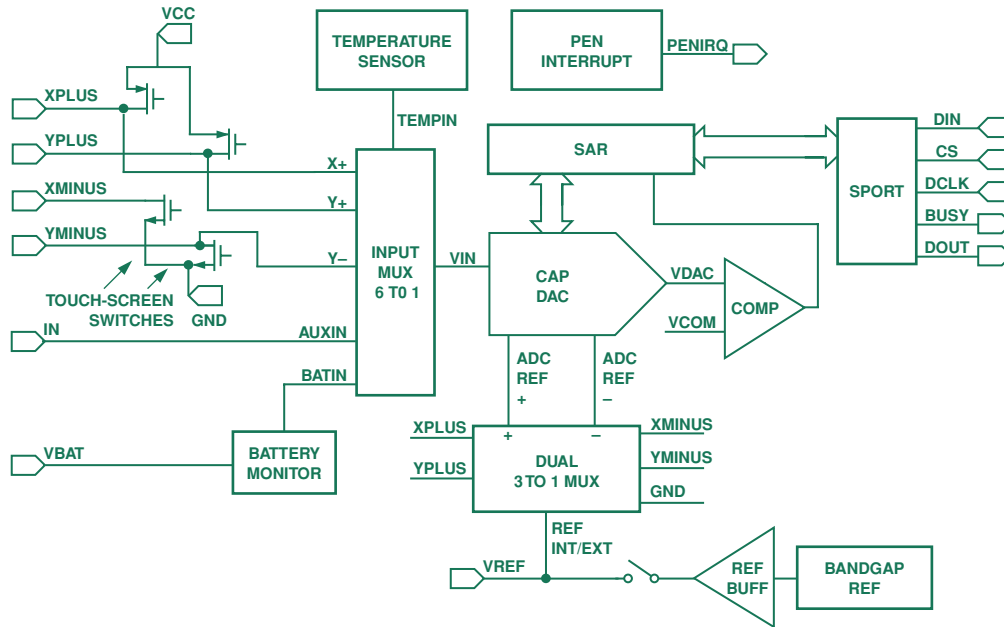 VCC
TEMPERATURE
SENSOR
PEN
INTERRUPT
PENIRQ
XPLUS
YPLUS
XMINUS
YMINUS
TOUCH-SCREEN
SWITCHES
GND
IN
VBAT
TEMPIN
X+
Y+
Y–
AUXIN
BATIN
INPUT
MUX
6 T0 1
BATTERY
MONITOR
VIN
SAR
CAP
DAC
VDAC
VCOM
COMP
SPORT
DIN
CS
DCLK
BUSY
DOUT
ADC
REF
+
ADC
REF
–
XPLUS
YPLUS
+
–
DUAL
3 TO 1 MUX
XMINUS
YMINUS
GND
REF
INT/EXT
VREF
REF
BUFF
BANDGAP
REF